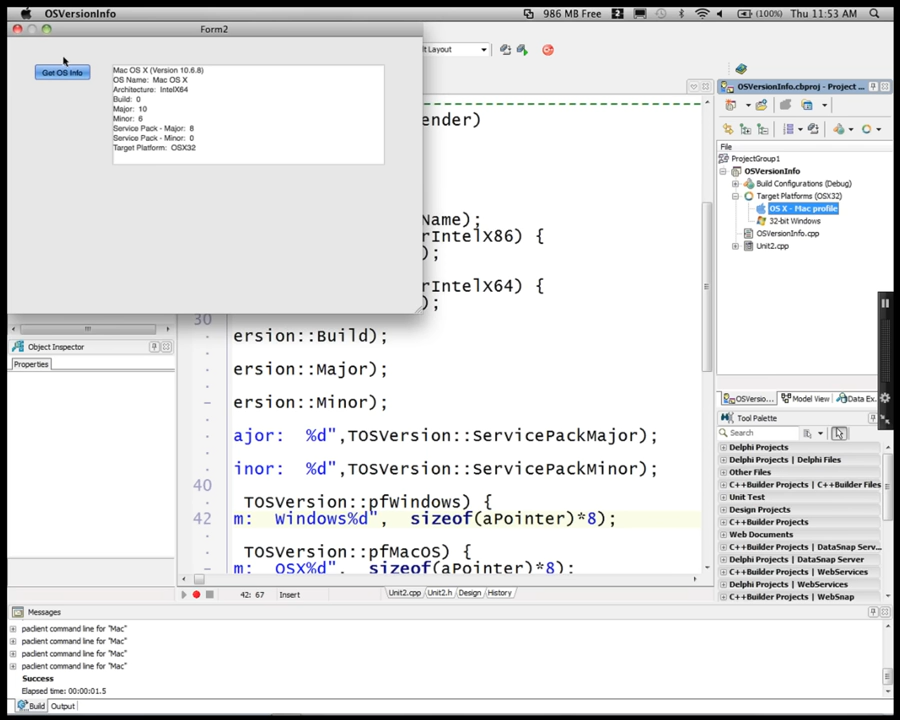 OSVersionInfo
986 MB Free
(100%)
Thu 11:53 AM
Form2
Get OS Info
Mac OS X (Version 10.6.8)
OS Name: Mac OS X
Architecture: IntelX64
Build: 0
Major: 10
Minor: 6
Service Pack - Major: 8
Service Pack - Minor: 0
Target Platform: OSX32
Layout
ender)
Name);
rIntelX86) {
);
rIntelX64) {
);
30
ersion::Build);
ersion::Major);
ersion::Minor);
ajor: %d",TOSVersion::ServicePackMajor);
inor: %d",TOSVersion::ServicePackMinor);
40
TOSVersion::pfWindows) {
42 m: Windows%d", sizeof(aPointer)*8);
TOSVersion::pfMacOS) {
m: OSX%d", sizeof(aPointer)*8);
42: 67
Insert
Unit2.cpp
Unit2.h
Design
History
Object Inspector
Properties
OSVersionInfo.cbproj - Project ...
File
ProjectGroup1
OSVersionInfo
Build Configurations (Debug)
Target Platforms (OSX32)
OS X - Mac profile
32-bit Windows
OSVersionInfo.cpp
Unit2.cpp
OSVersio...
Model View
Data Ex...
Tool Palette
Search
Delphi Projects
Delphi Projects | Delphi Files
Other Files
C++Builder Projects | C++Builder Files
Unit Test
Design Projects
C++Builder Projects
Web Documents
C++Builder Projects | DataSnap Serv...
Delphi Projects | DataSnap Server
C++Builder Projects | WebServices
Delphi Projects | WebServices
C++Builder Projects | WebSnap
Messages
paclient command line for "Mac"
paclient command line for "Mac"
paclient command line for "Mac"
paclient command line for "Mac"
Success
Elapsed time: 00:00:01.5
Build
Output